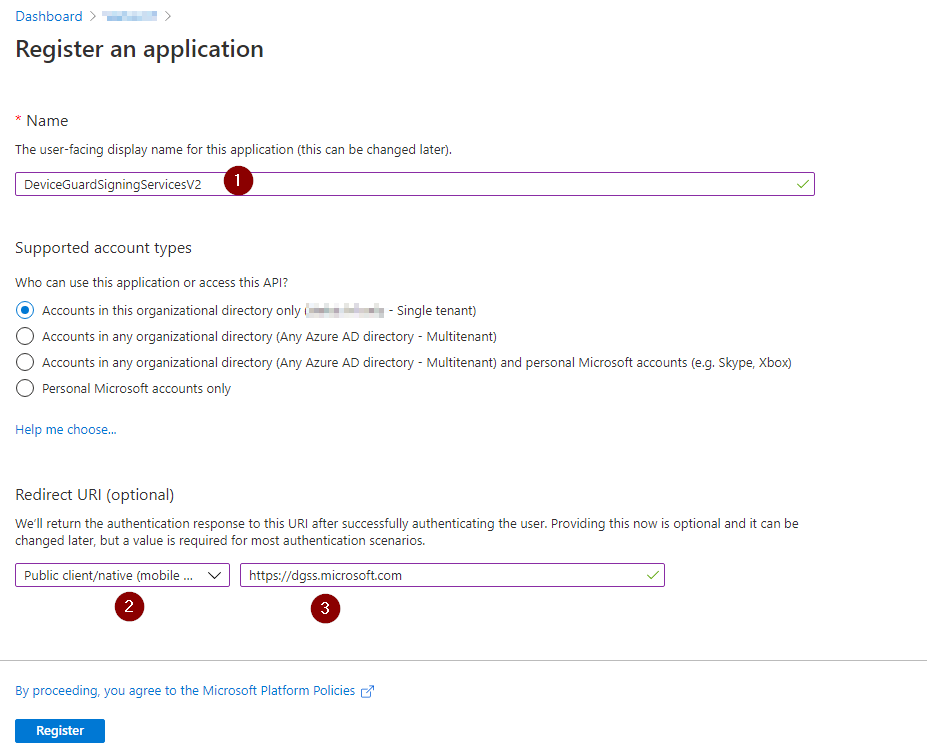 Dashboard > >
Register an application
* Name
The user-facing display name for this application (this can be changed later).
DeviceGuardSigningServicesV2 1
Supported account types
Who can use this application or access this API?
Accounts in this organizational directory only ( - Single tenant)
Accounts in any organizational directory (Any Azure AD directory - Multitenant)
Accounts in any organizational directory (Any Azure AD directory - Multitenant) and personal Microsoft accounts (e.g. Skype, Xbox)
Personal Microsoft accounts only
Help me choose...
Redirect URI (optional)
We'll return the authentication response to this URI after successfully authenticating the user. Providing this now is optional and it can be
changed later, but a value is required for most authentication scenarios.
Public client/native (mobile ... https://dgss.microsoft.com
2 3
By proceeding, you agree to the Microsoft Platform Policies
Register